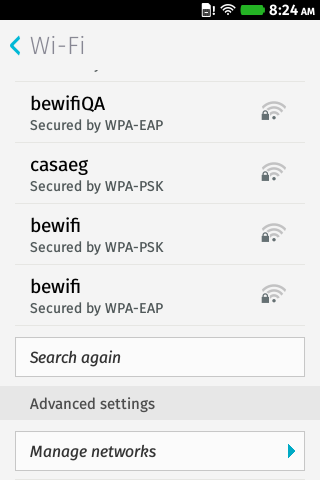 8:24 AM
Wi-Fi
bewifiQA
Secured by WPA-EAP
casaeg
Secured by WPA-PSK
bewifi
Secured by WPA-PSK
bewifi
Secured by WPA-EAP
Search again
Advanced settings
Manage networks